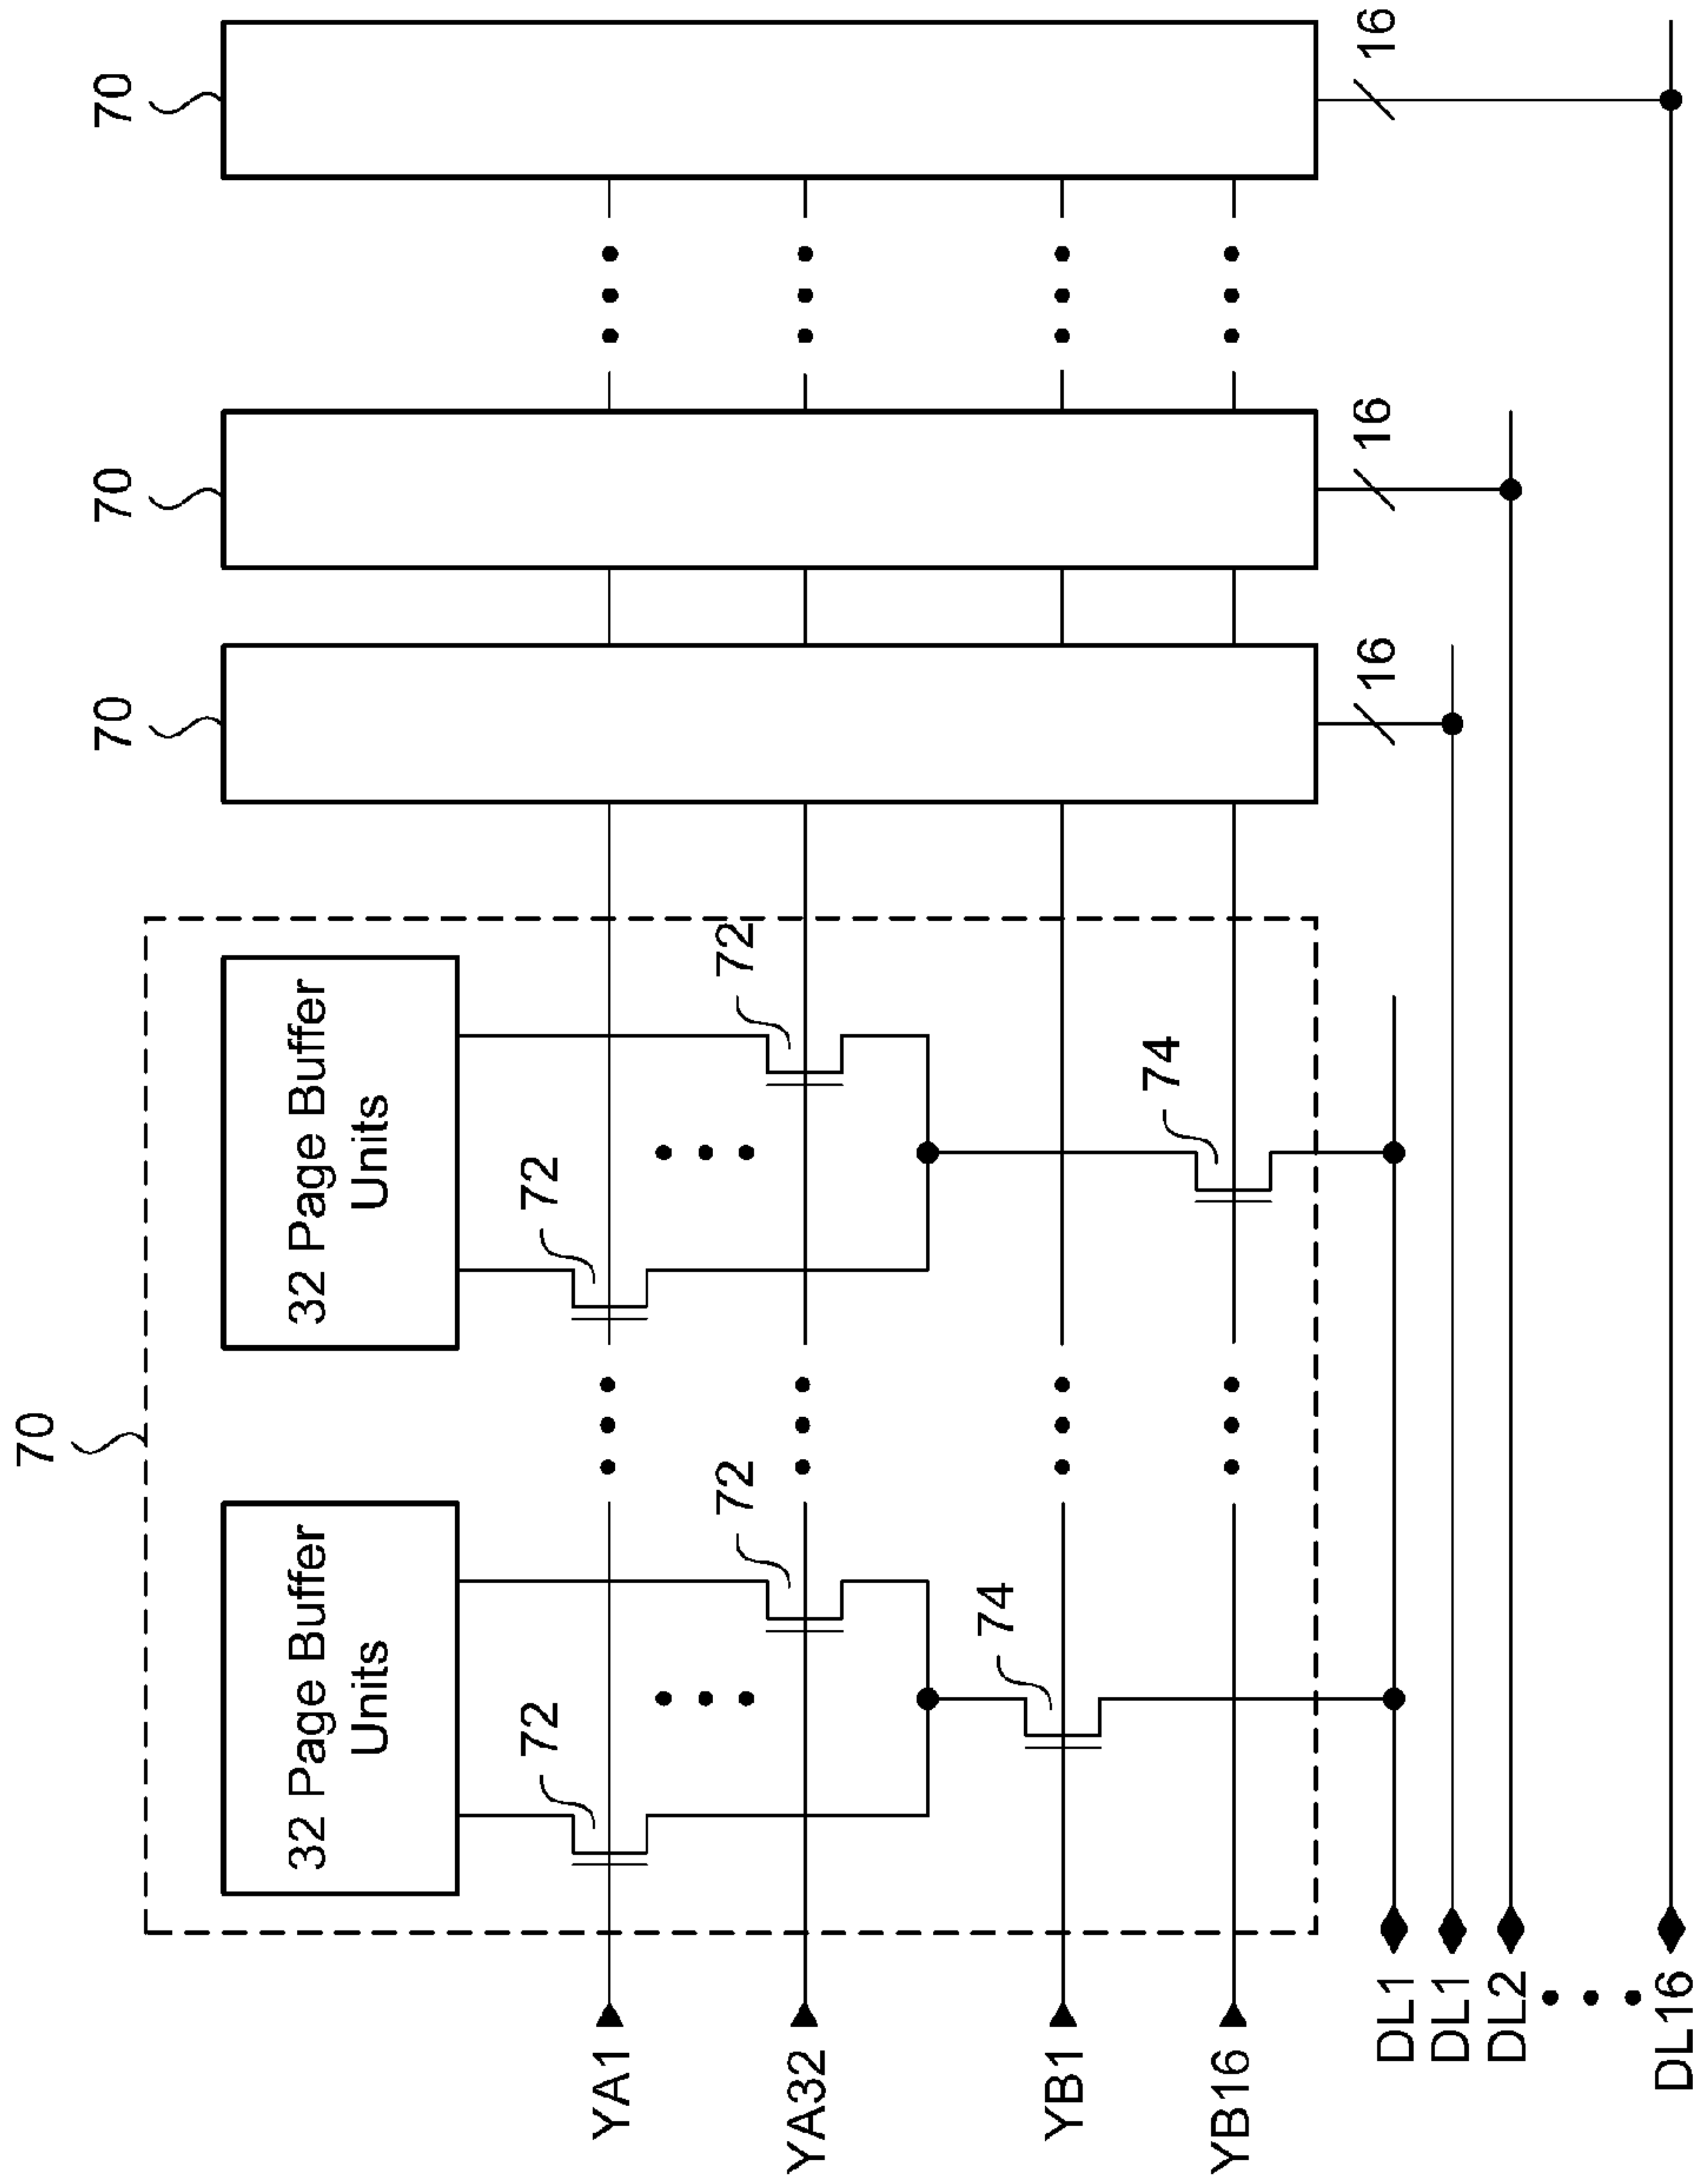 70
70
70
70
32 Page Buffer
Units
32 Page Buffer
Units
72
72
72
72
74
74
YA1
YA32
YB1
YB16
16
16
16
DL1
DL1
DL2
DL16